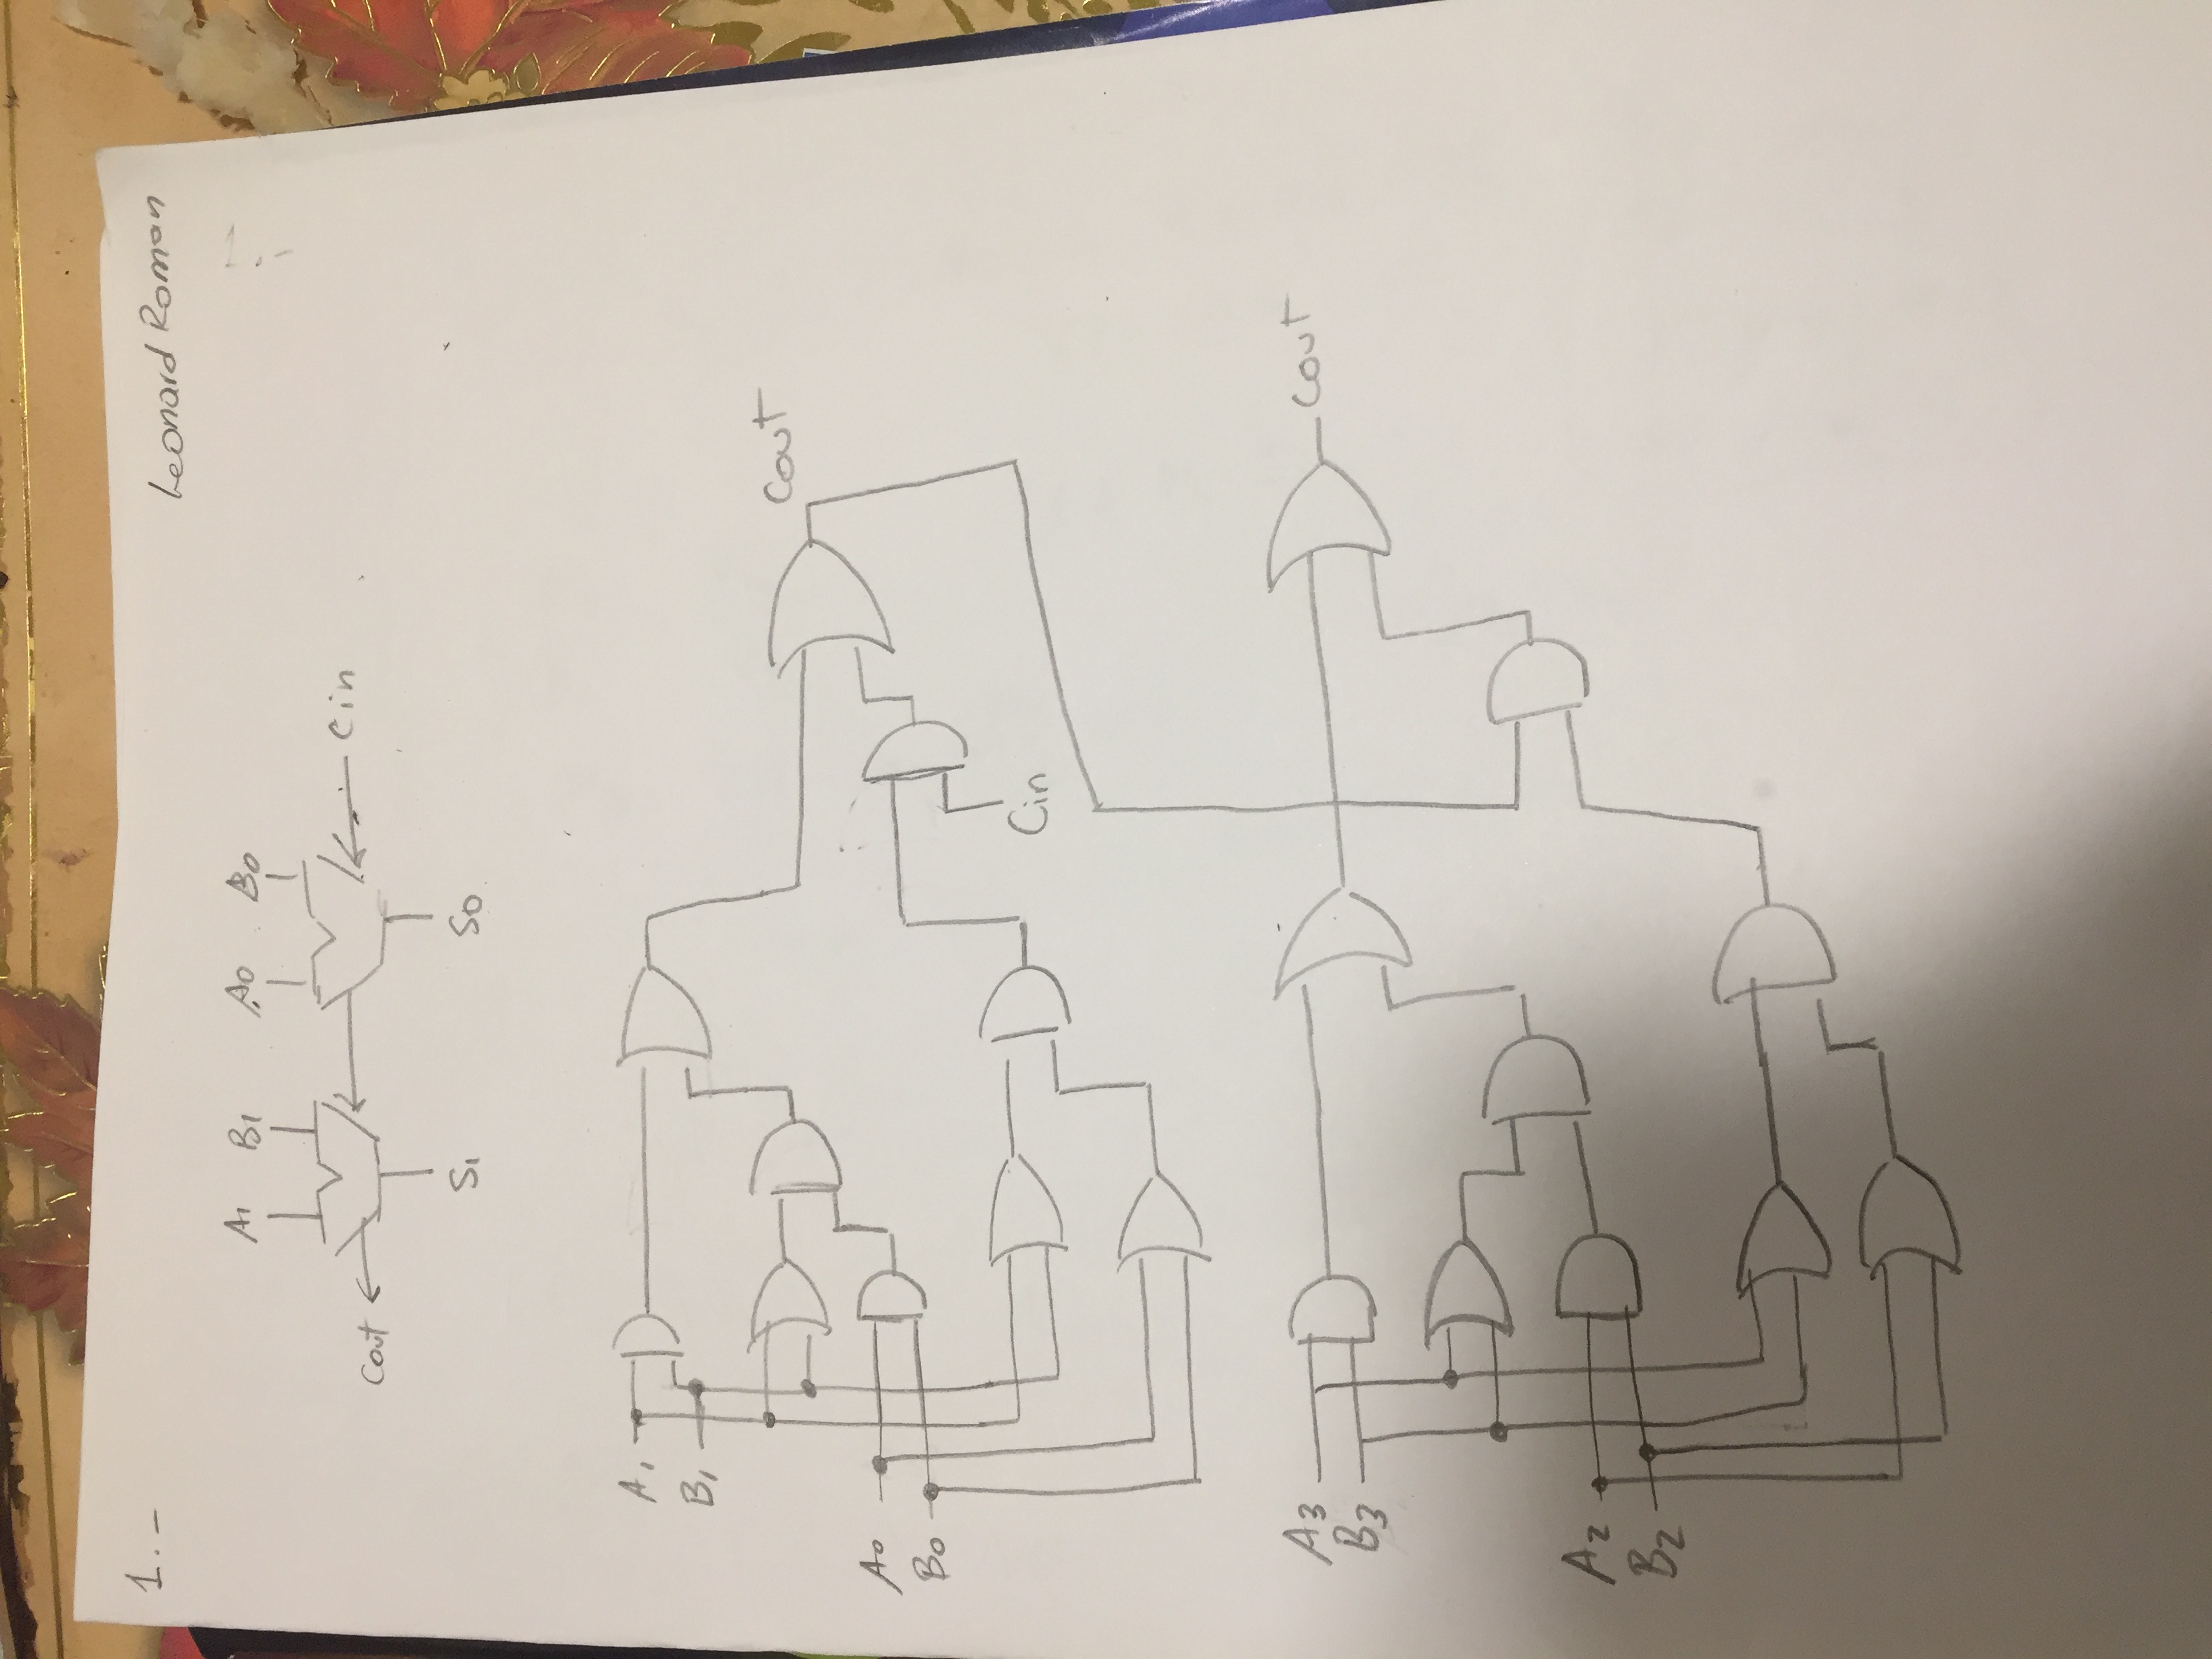 1.-
Leonard Roman
A1 B1 A0 B0
Cout Cin
S1 S0
A1
B1
Cout
A0
B0
Cin
A3
B3
Cout
A2
B2